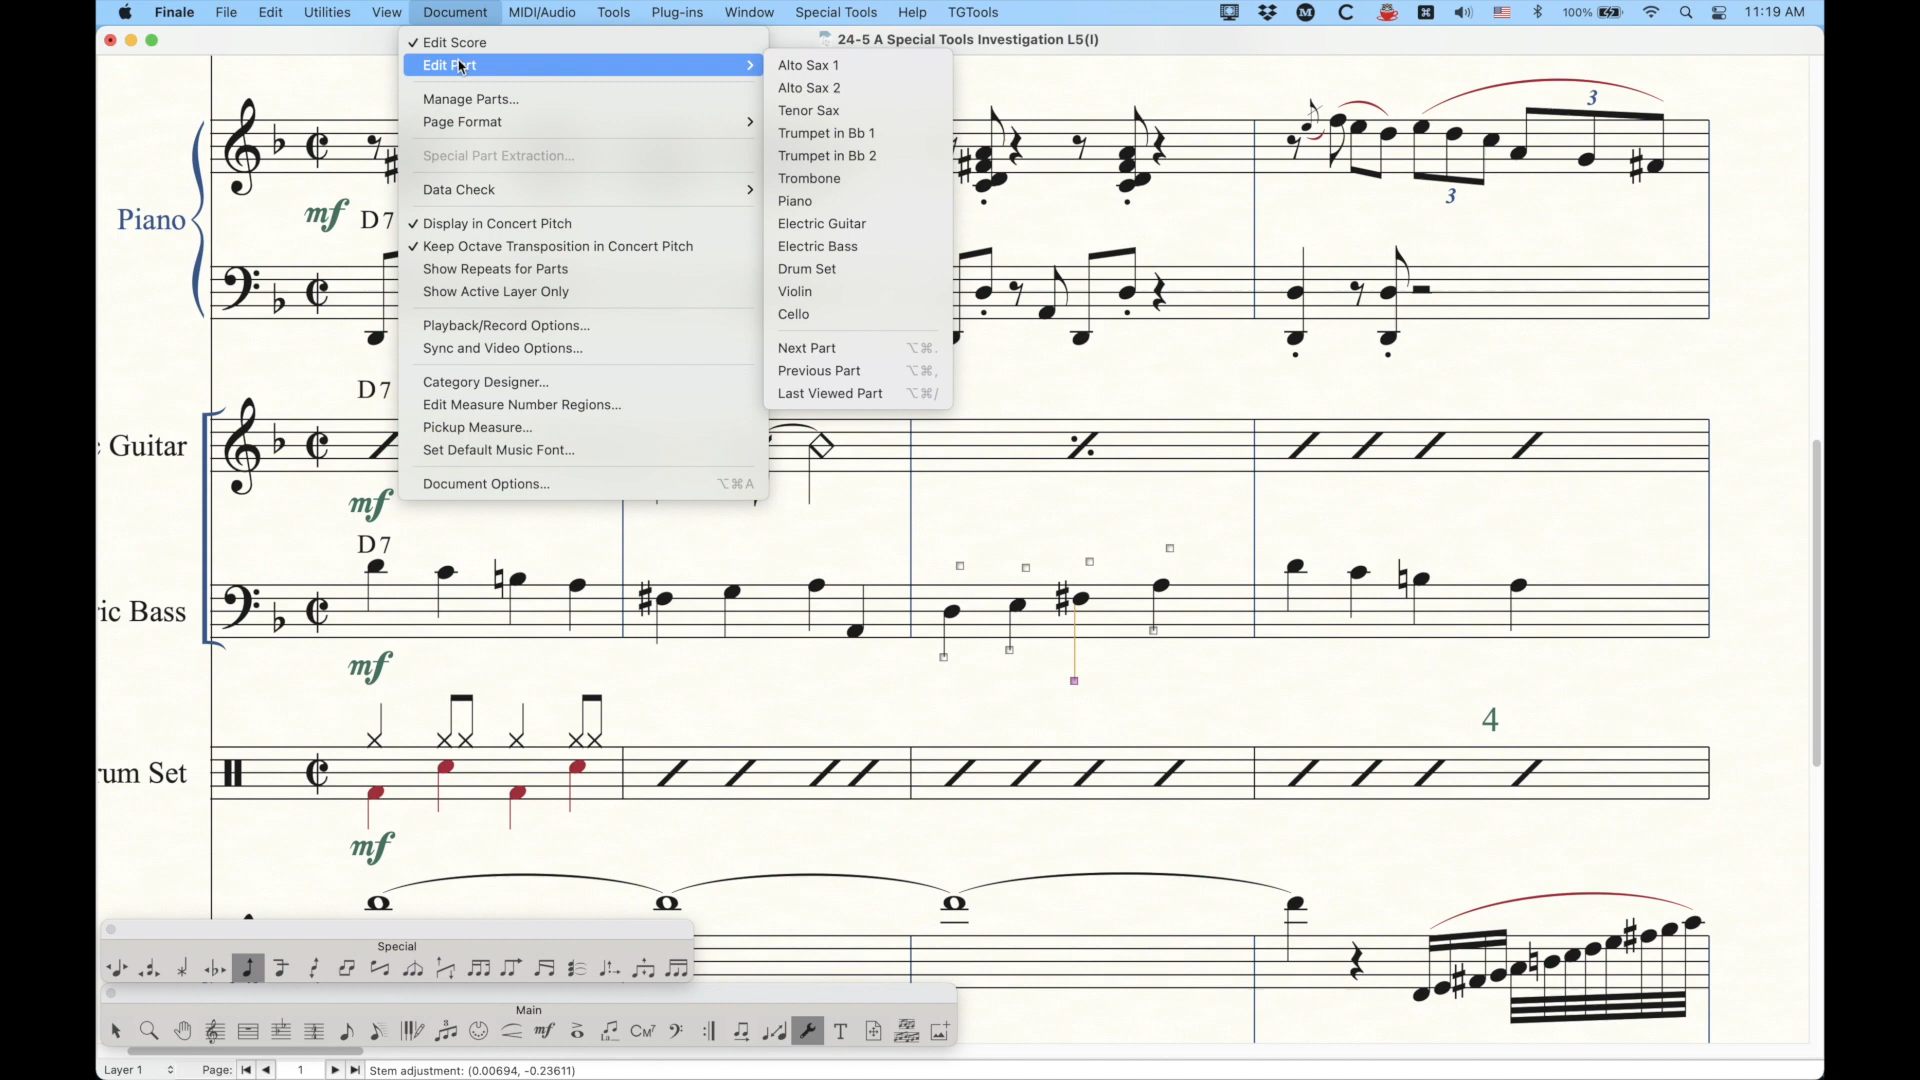 Finale File Edit Utilities View Document MIDI/Audio Tools Plug-ins Window Special Tools Help TGTools 100% 11:19 AM
24-5 A Special Tools Investigation L5(I)
Edit Score
Edit Part
Manage Parts...
Page Format
Special Part Extraction...
Data Check
Display in Concert Pitch
Keep Octave Transposition in Concert Pitch
Show Repeats for Parts
Show Active Layer Only
Playback/Record Options...
Sync and Video Options...
Category Designer...
Edit Measure Number Regions...
Pickup Measure...
Set Default Music Font...
Document Options... ⌥⌘A
Alto Sax 1
Alto Sax 2
Tenor Sax
Trumpet in Bb 1
Trumpet in Bb 2
Trombone
Piano
Electric Guitar
Electric Bass
Drum Set
Violin
Cello
Next Part ⌥⌘.
Previous Part ⌥⌘,
Last Viewed Part ⌥⌘/
3
3
Piano
mf D7
D7
Guitar
mf
D7
ic Bass
mf
4
um Set
mf
Special
Main
mf CM7 T
Layer 1 Page: 1 Stem adjustment: (0.00694, -0.23611)